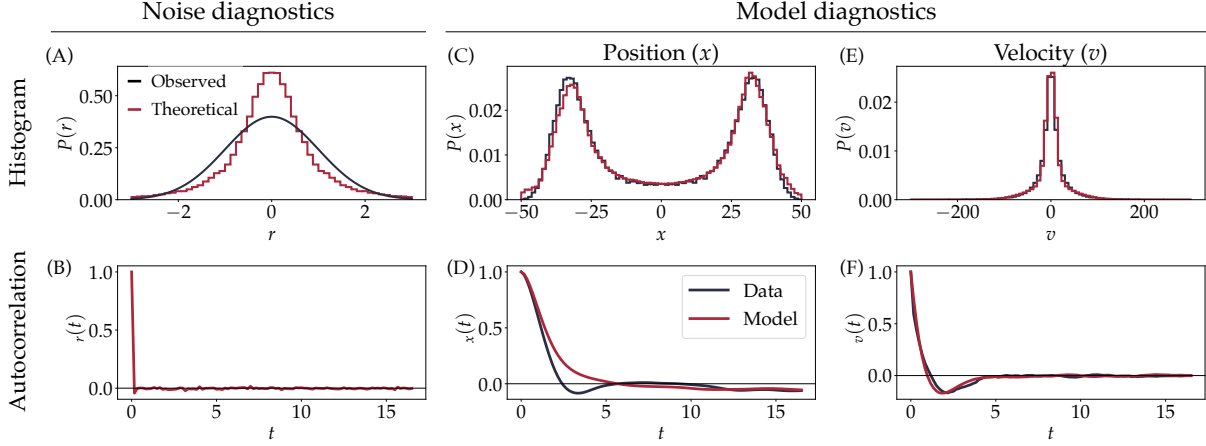 Noise diagnostics
Model diagnostics
Histogram
(A)
Observed
Theoretical
P(r)
0.50
0.25
0.00
−2
0
2
r
(C)
Position (x)
P(x)
0.02
0.01
0.00
−50
−25
0
25
50
x
(E)
Velocity (v)
P(v)
0.02
0.01
0.00
−200
0
200
v
Autocorrelation
(B)
r(t)
1.0
0.5
0.0
0
5
10
15
t
(D)
Data
Model
x(t)
1.0
0.5
0.0
0
5
10
15
t
(F)
v(t)
1.0
0.5
0.0
0
5
10
15
t